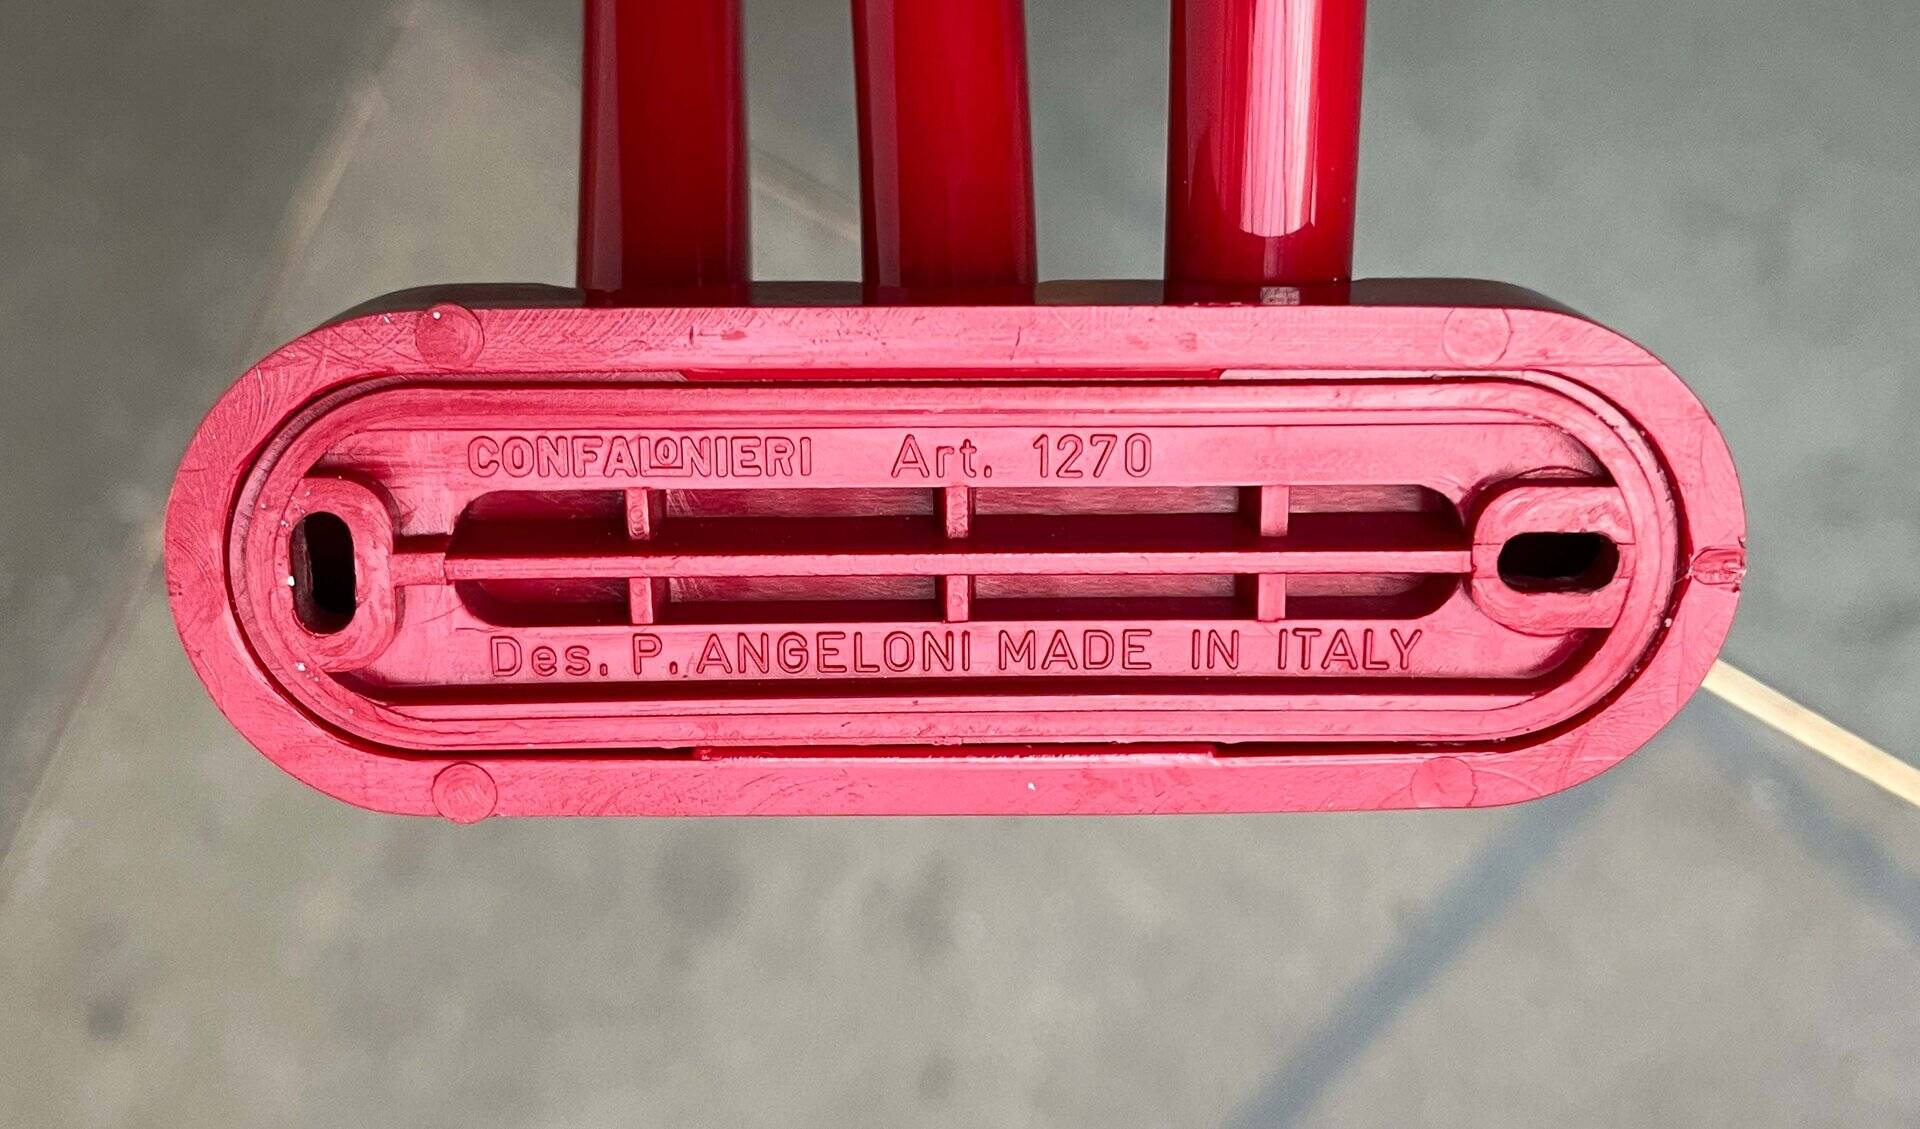 CONFALONIERI Art. 1270
Des. P. ANGELONI MADE IN ITALY